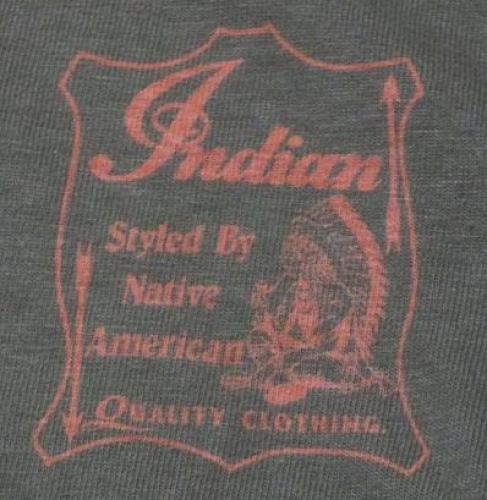 Indian
Styled By
Native
American
QUALITY CLOTHING.